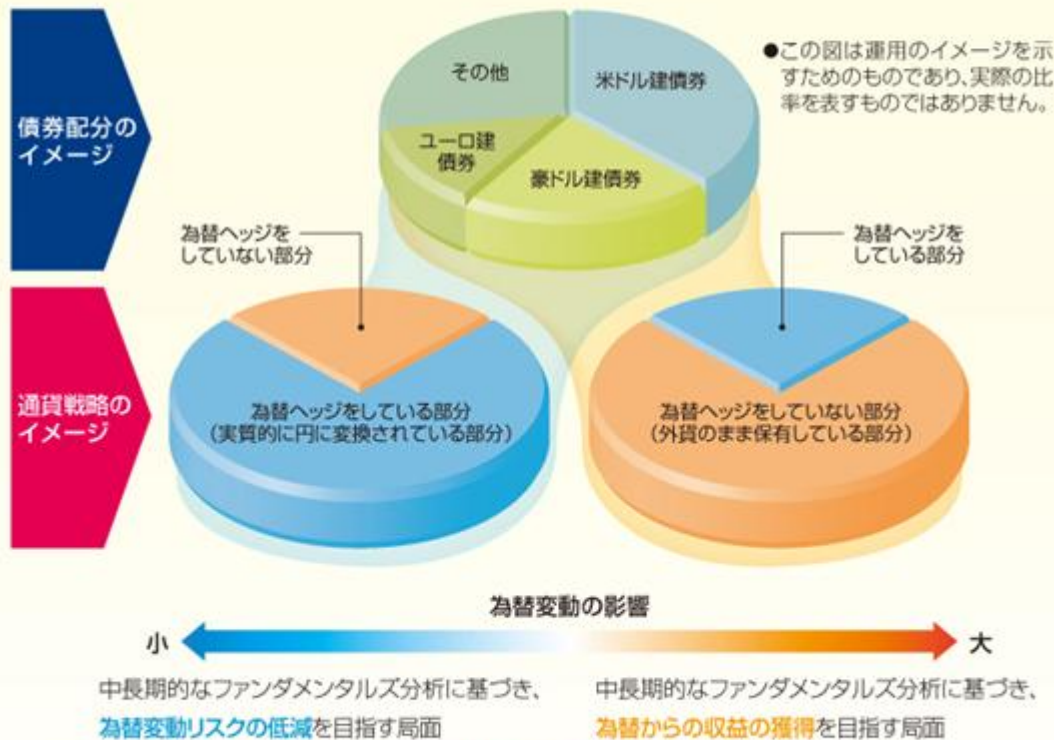 債券配分の
イメージ
その他
米ドル建債券
ユーロ建
債券
豪ドル建債券
●この図は運用のイメージを示
すためのものであり、実際の比
率を表すものではありません。
為替ヘッジを
していない部分
為替ヘッジを
している部分
通貨戦略の
イメージ
為替ヘッジをしている部分
(実質的に円に変換されている部分)
為替ヘッジをしていない部分
(外貨のまま保有している部分)
為替変動の影響
小
大
中長期的なファンダメンタルズ分析に基づき、
為替変動リスクの低減を目指す局面
中長期的なファンダメンタルズ分析に基づき、
為替からの収益の獲得を目指す局面